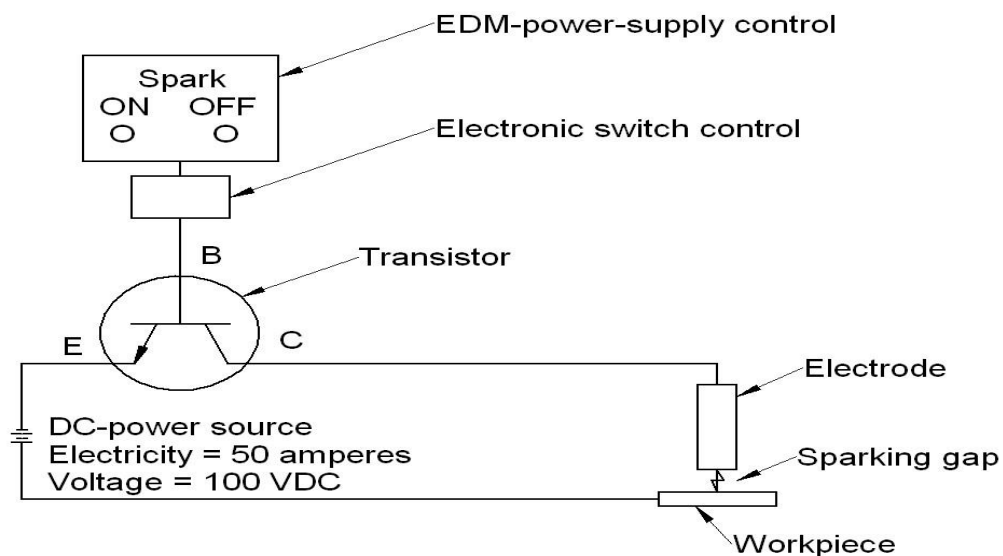 EDM-power-supply control
Spark
ON OFF
Electronic switch control
B
Transistor
E
C
Electrode
DC-power source
Electricity = 50 amperes
Voltage = 100 VDC
Sparking gap
Workpiece